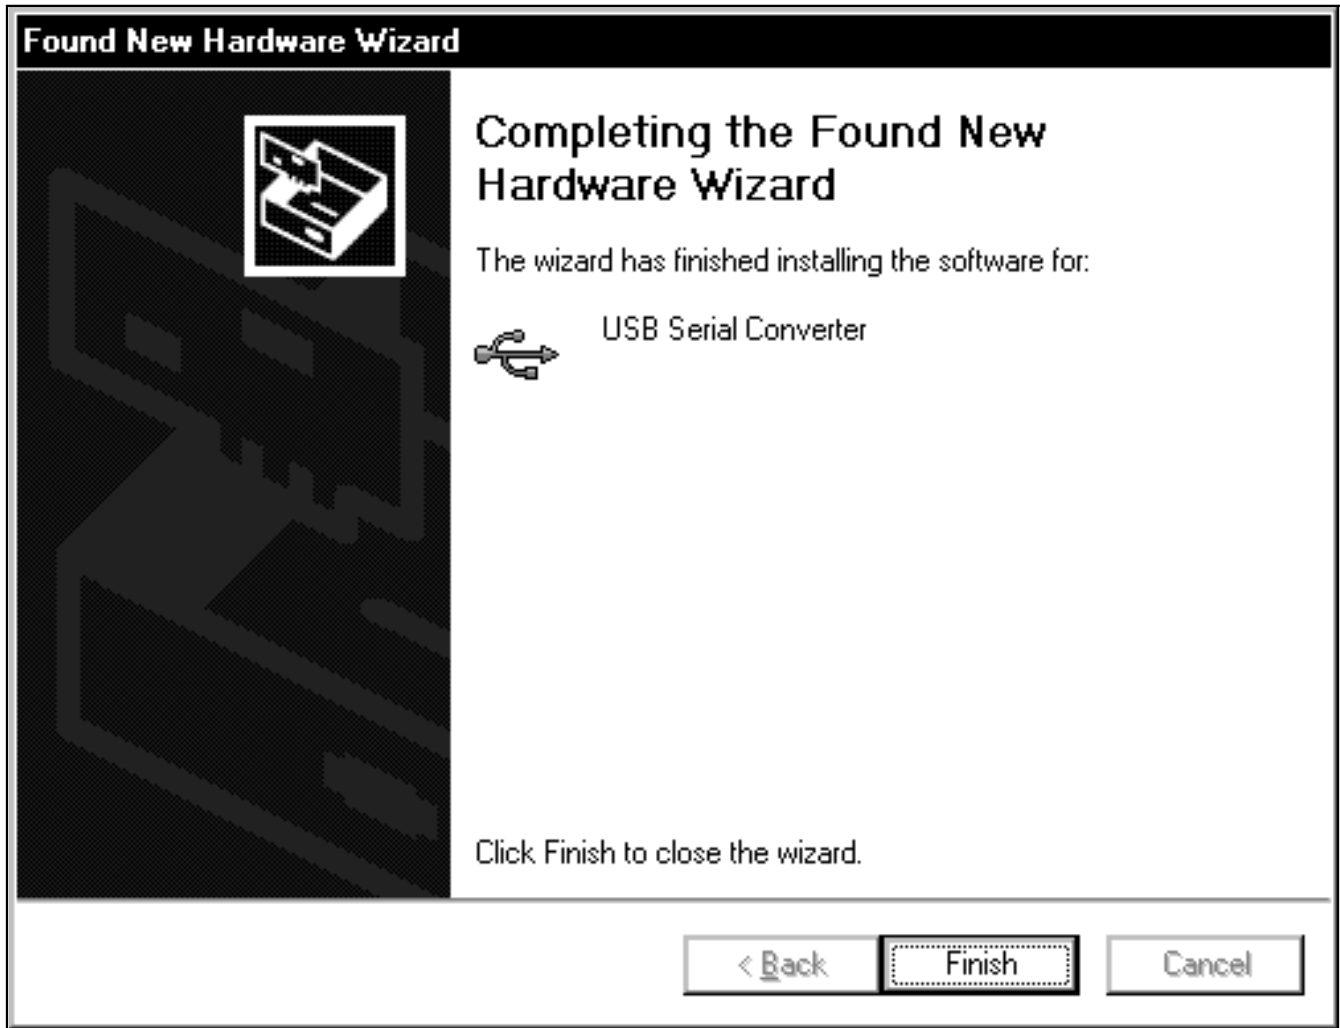 Found New Hardware Wizard
Completing the Found New
Hardware Wizard
The wizard has finished installing the software for:
USB Serial Converter
Click Finish to close the wizard.
< Back
Finish
Cancel